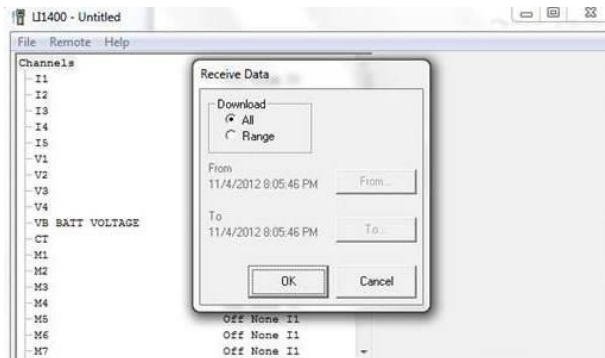 LI1400 - Untitled
File Remote Help
Channels
I1
I2
I3
I4
I5
V1
V2
V3
V4
VB BATT VOLTAGE
CT
M1
M2
M3
M4
M5 Off None I1
M6 Off None I1
M7 Off None I1
Receive Data
Download
All
Range
From
11/4/2012 8:05:46 PM From...
To
11/4/2012 8:05:46 PM To...
OK Cancel